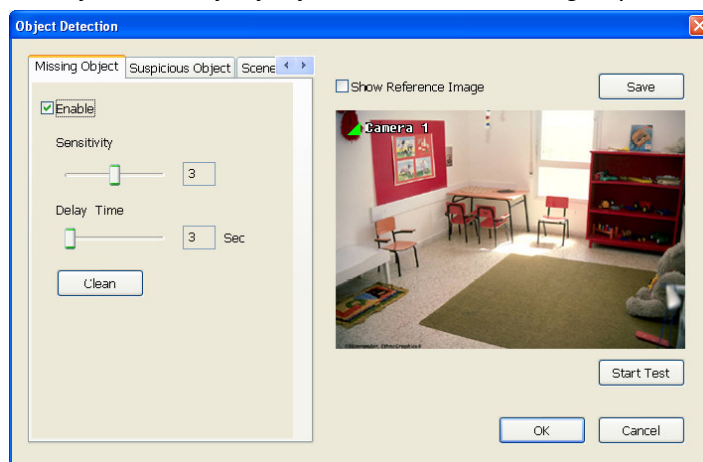 Object Detection
Missing Object
Suspicious Object
Scene
Enable
Sensitivity
3
Delay Time
3 Sec
Clean
Show Reference Image
Save
Camera 1
Start Test
OK
Cancel